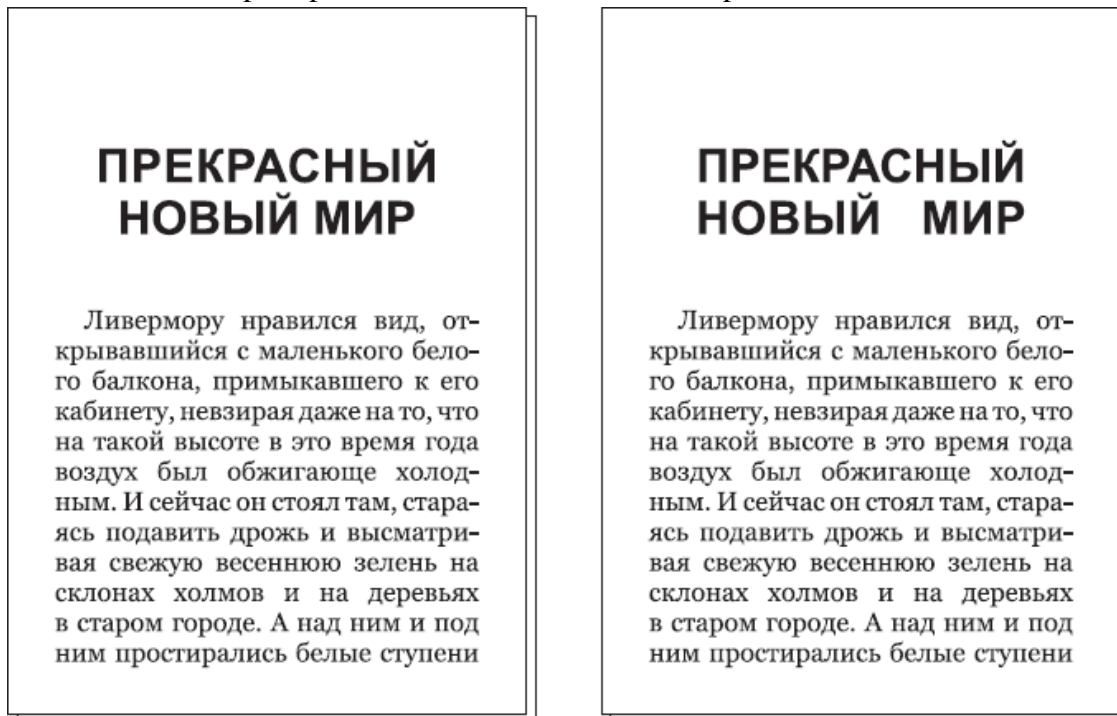 ПРЕКРАСНЫЙ
НОВЫЙ МИР
Ливермору нравился вид, от-
крывавшийся с маленького бело-
го балкона, примыкавшего к его
кабинету, невзирая даже на то, что
на такой высоте в это время года
воздух был обжигающе холод-
ным. И сейчас он стоял там, стара-
ясь подавить дрожь и высматри-
вая свежую весеннюю зелень на
склонах холмов и на деревьях
в старом городе. А над ним и под
ним простирались белые ступени
ПРЕКРАСНЫЙ
НОВЫЙ МИР
Ливермору нравился вид, от-
крывавшийся с маленького бело-
го балкона, примыкавшего к его
кабинету, невзирая даже на то, что
на такой высоте в это время года
воздух был обжигающе холод-
ным. И сейчас он стоял там, стара-
ясь подавить дрожь и высматри-
вая свежую весеннюю зелень на
склонах холмов и на деревьях
в старом городе. А над ним и под
ним простирались белые ступени